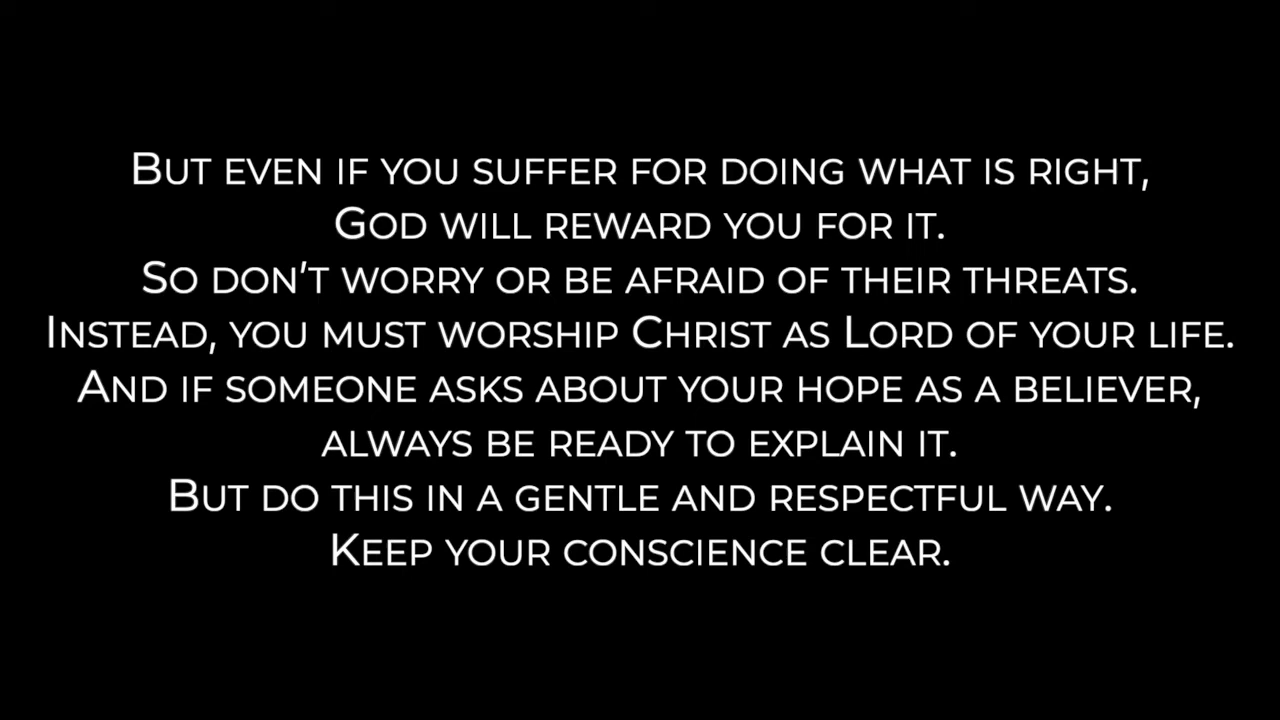 But even if you suffer for doing what is right,
God will reward you for it.
So don't worry or be afraid of their threats.
Instead, you must worship Christ as Lord of your life.
And if someone asks about your hope as a believer,
always be ready to explain it.
But do this in a gentle and respectful way.
Keep your conscience clear.